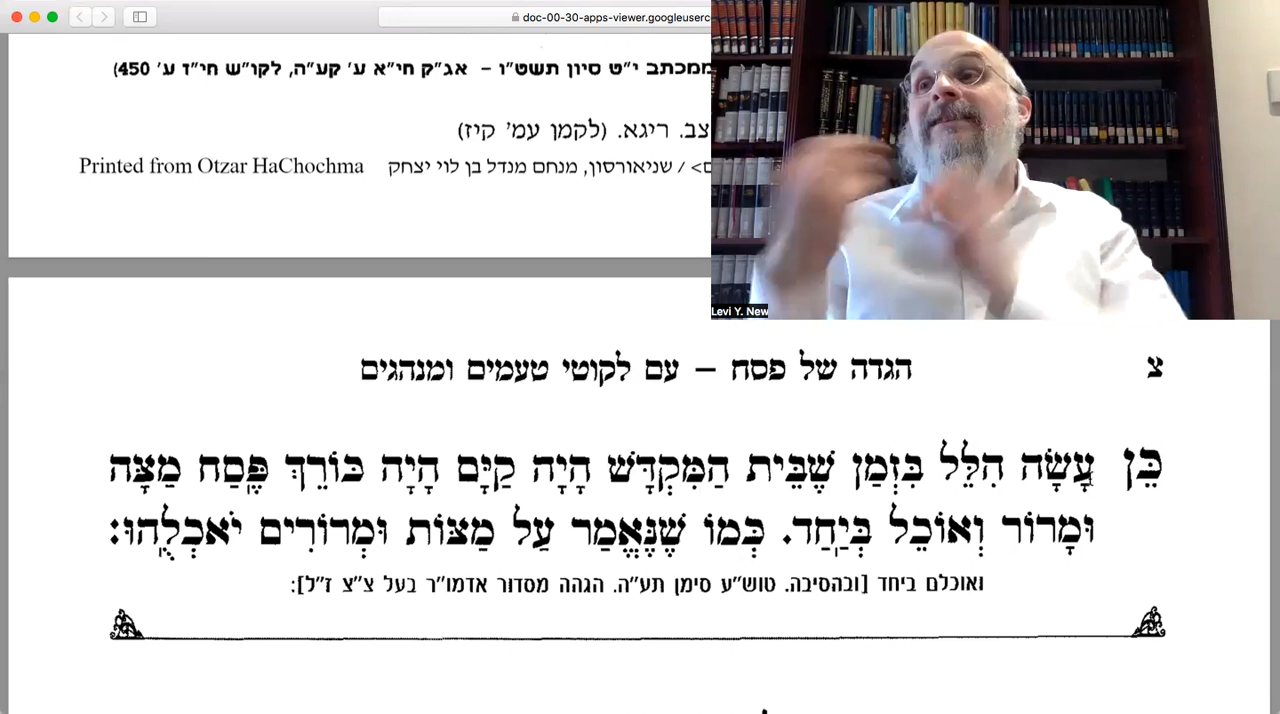 doc-00-30-apps-viewer.googleuserc
ממכתב י"ט סיון תשט"ו – אג"ק חי"א ע' קע"ה, לקו"ש חי"ז ע' 450)
צב. ריגא. (לקמן עמ' קיז)
ם> / שניאורסון, מנחם מנדל בן לוי יצחק Printed from Otzar HaChochma
Levi Y. New
צ הגדה של פסח – עם לקוטי טעמים ומנהגים
כֵּן עָשָׂה הִלֵּל בִּזְמַן שֶׁבֵּית הַמִּקְדָּשׁ הָיָה קַיָּם הָיָה כּוֹרֵךְ פֶּסַח מַצָּה
וּמָרוֹר וְאוֹכֵל בְּיַחַד. כְּמוֹ שֶׁנֶּאֱמַר עַל מַצּוֹת וּמְרוֹרִים יֹאכְלֻהוּ:
ואוכלם ביחד [ובהסיבה. טוש"ע סימן תע"ה. הגהה מסדור אדמו"ר בעל צ"צ ז"ל]: